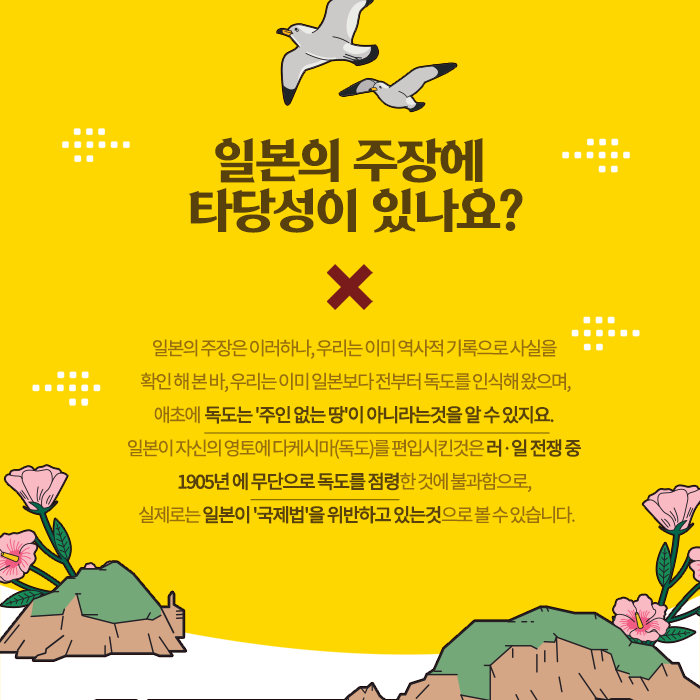 일본의 주장에
타당성이 있나요?
일본의 주장은 이러하나, 우리는 이미 역사적 기록으로 사실을
확인 해 본 바, 우리는 이미 일본보다 전부터 독도를 인식해 왔으며,
애초에 독도는 '주인 없는 땅'이 아니라는것을 알 수 있지요.
일본이 자신의 영토에 다케시마(독도)를 편입시킨것은 러·일 전쟁 중
1905년 에 무단으로 독도를 점령한 것에 불과함으로,
실제로는 일본이 '국제법'을 위반하고 있는것으로 볼 수 있습니다.